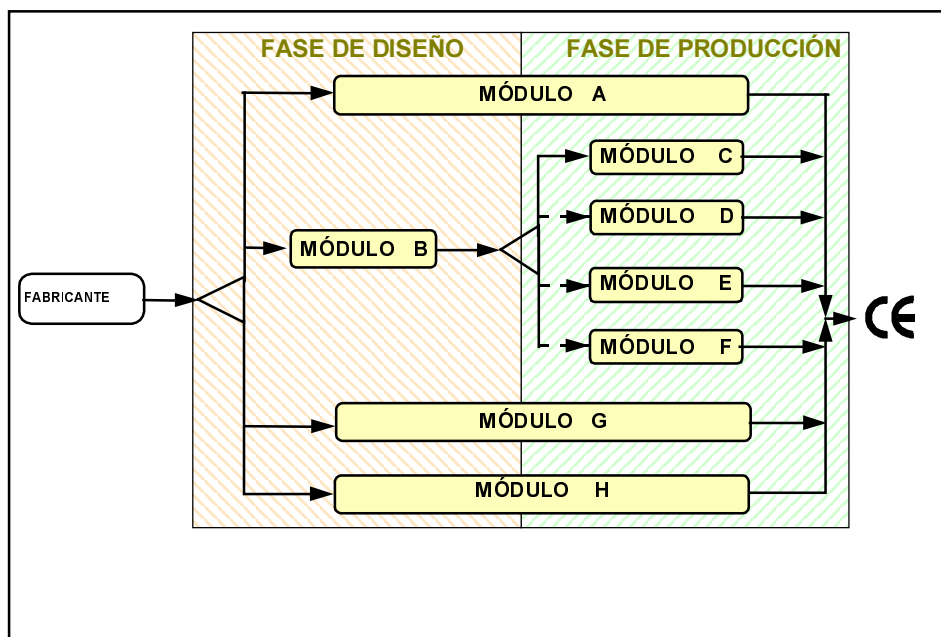 FASE DE DISEÑO
FASE DE PRODUCCIÓN
MÓDULO A
MÓDULO C
MÓDULO D
MÓDULO B
MÓDULO E
FABRICANTE
CE
MÓDULO F
MÓDULO G
MÓDULO H